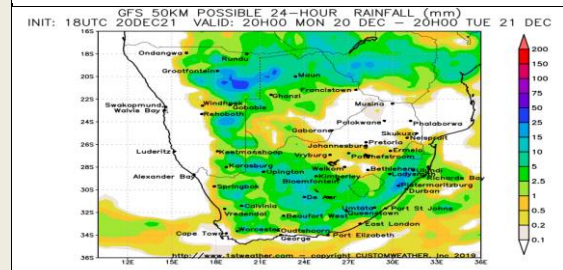 GFS 50KM POSSIBLE 24-HOUR RAINFALL (mm)
INIT: 18UTC 20DEC21 VALID: 20H00 MON 20 DEC - 20H00 TUE 21 DEC
16S
Ondongwa
Rundu
18S
Grootfontein
Maun
20S
Francistown
Ghanzi
22S
Musina
Swakopmund
Windhoek
Gobabis
Walvis Bay
Rehoboth
Polokwane
Phalaborwa
24S
Gaborone
Skukuza
Pretoria
Nelspruit
Johannesburg
26S
Luderitz
Keetmanshoop
Vryburg
Potchefstroom
Ermelo
Karasburg
Welkom
Bethlehem
28S
Alexander Bay
Upington
Kimberley
Ladysmith
Richards Bay
Springbok
Bloemfontein
Pietermaritzburg
Durban
30S
De Aar
Calvinia
Umtata
Port St Johns
Vredendal
Beaufort West
Queenstown
32S
East London
Cape Town
Worcester
Oudtshoorn
34S
George
Port Elizabeth
http://www.1stweather.com - copyright CUSTOMWEATHER, Inc 2019
36S
12E 15E 18E 21E 24E 27E 30E 33E 36E
200
150
100
75
50
25
15
10
5
2.5
1
0.5
0.2
0.1